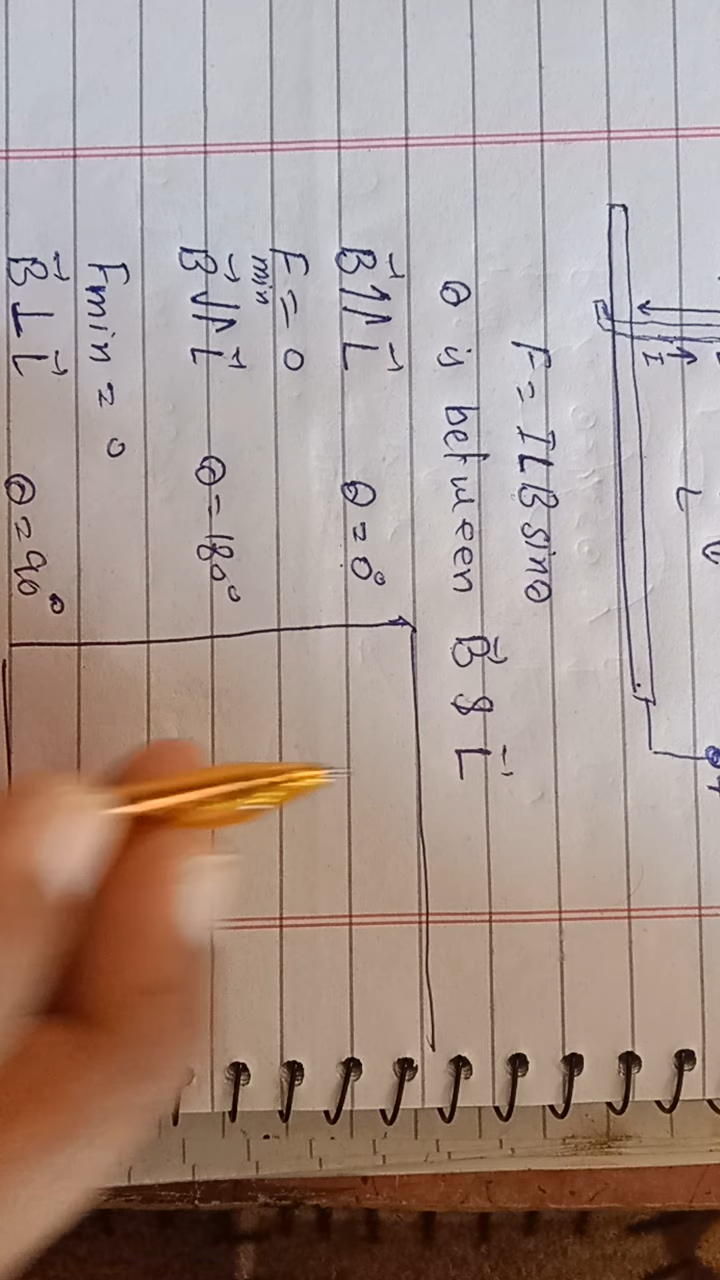 I
L
F = ILB sinθ
θ is between B⃗ & L⃗
B⃗ ↑↑ L⃗ θ = 0°
F = 0
min
B⃗ ↓↑ L⃗ θ = 180°
Fmin = 0
B⃗ ⊥ L⃗ θ = 90°